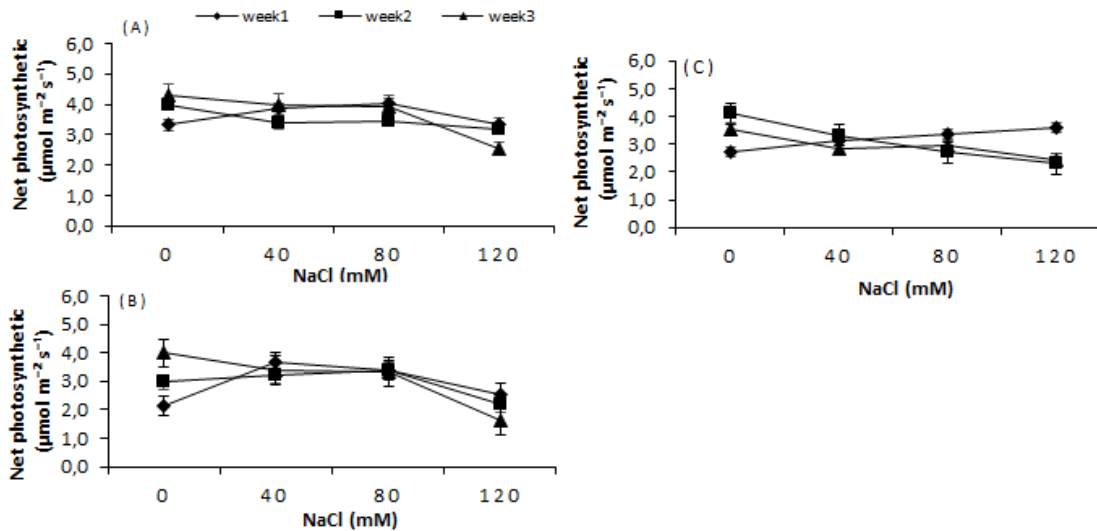 week1 week2 week3
(A)
Net photosynthetic
(µmol m⁻² s⁻¹)
6,0
5,0
4,0
3,0
2,0
1,0
0,0
0 40 80 120
NaCl (mM)
(B)
Net photosynthetic
(µmol m⁻² s⁻¹)
6,0
5,0
4,0
3,0
2,0
1,0
0,0
0 40 80 120
NaCl (mM)
(C)
Net photosynthetic
(µmol m⁻² s⁻¹)
6,0
5,0
4,0
3,0
2,0
1,0
0,0
0 40 80 120
NaCl (mM)